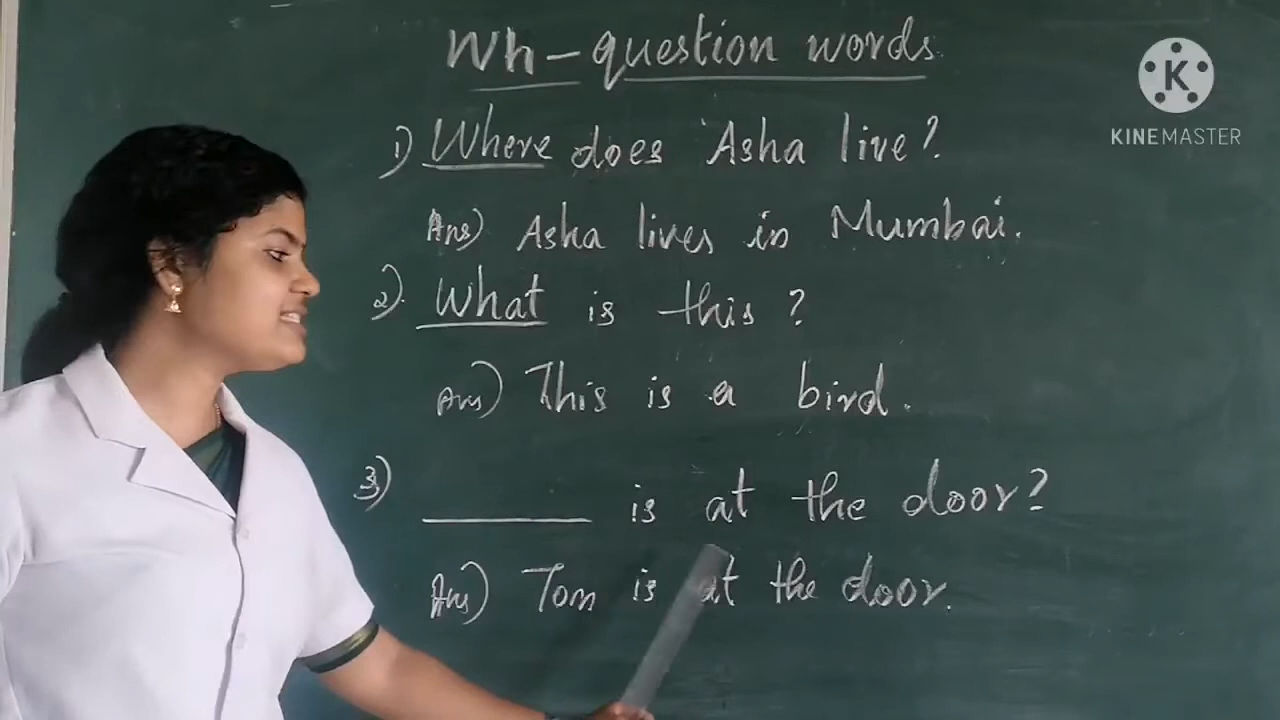 Wh-question words
K
KINEMASTER
1) Where does Asha live?
Ans) Asha lives in Mumbai.
2) What is this?
Ans) This is a bird.
3) ______ is at the door?
Ans) Tom is at the door.